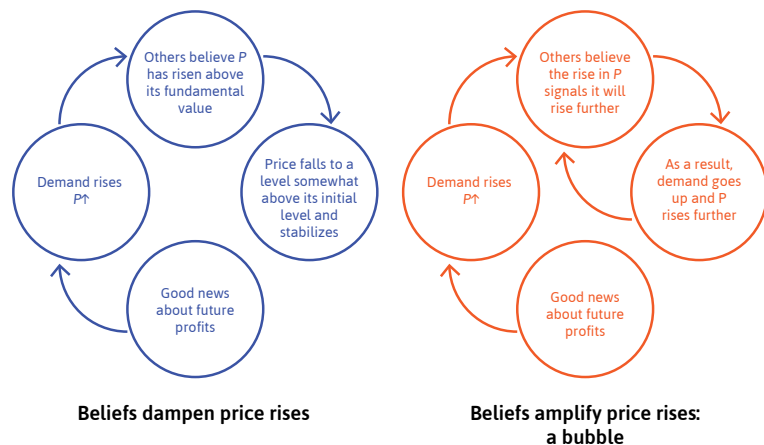 Others believe P
has risen above
its fundamental
value
Demand rises
P↑
Price falls to a
level somewhat
above its initial
level and
stabilizes
Good news
about future
profits
Beliefs dampen price rises
Others believe
the rise in P
signals it will
rise further
Demand rises
P↑
As a result,
demand goes
up and P
rises further
Good news
about future
profits
Beliefs amplify price rises:
a bubble